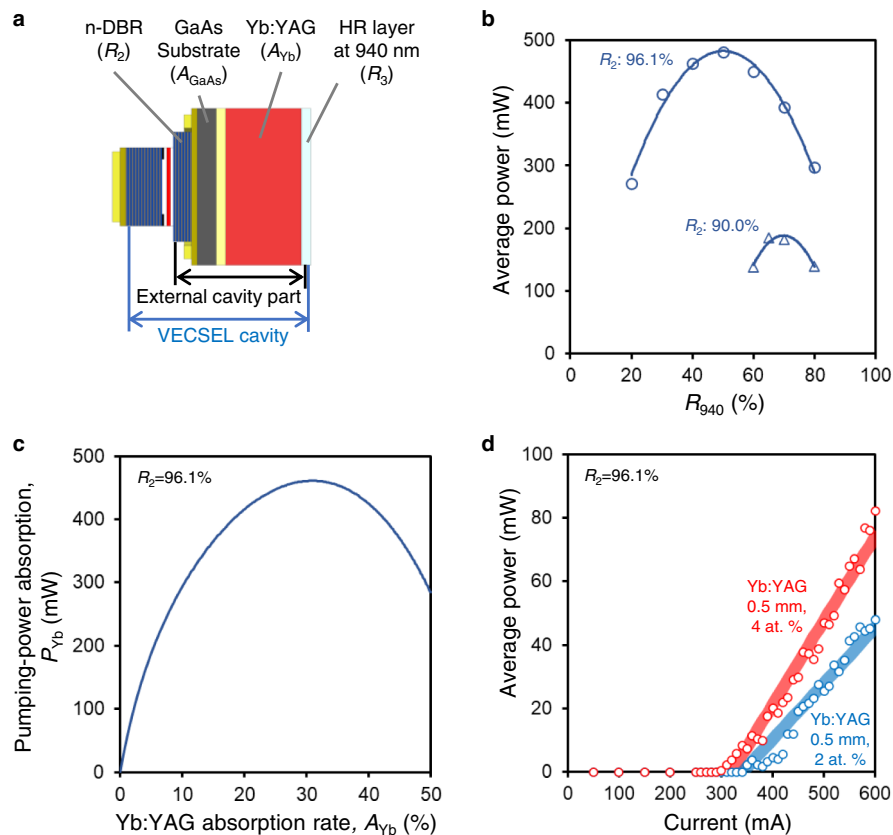 a
n-DBR
(R₂)
GaAs
Substrate
(A_GaAs)
Yb:YAG
(A_Yb)
HR layer
at 940 nm
(R₃)
External cavity part
VECSEL cavity
b
500
400
300
200
100
0
0 20 40 60 80 100
Average power (mW)
R₉₄₀ (%)
R₂: 96.1%
R₂: 90.0%
c
500
400
300
200
100
0
0 10 20 30 40 50
Pumping-power absorption,
P_Yb (mW)
Yb:YAG absorption rate, A_Yb (%)
R₂=96.1%
d
100
80
60
40
20
0
0 100 200 300 400 500 600
Average power (mW)
Current (mA)
R₂=96.1%
Yb:YAG
0.5 mm,
4 at. %
Yb:YAG
0.5 mm,
2 at. %